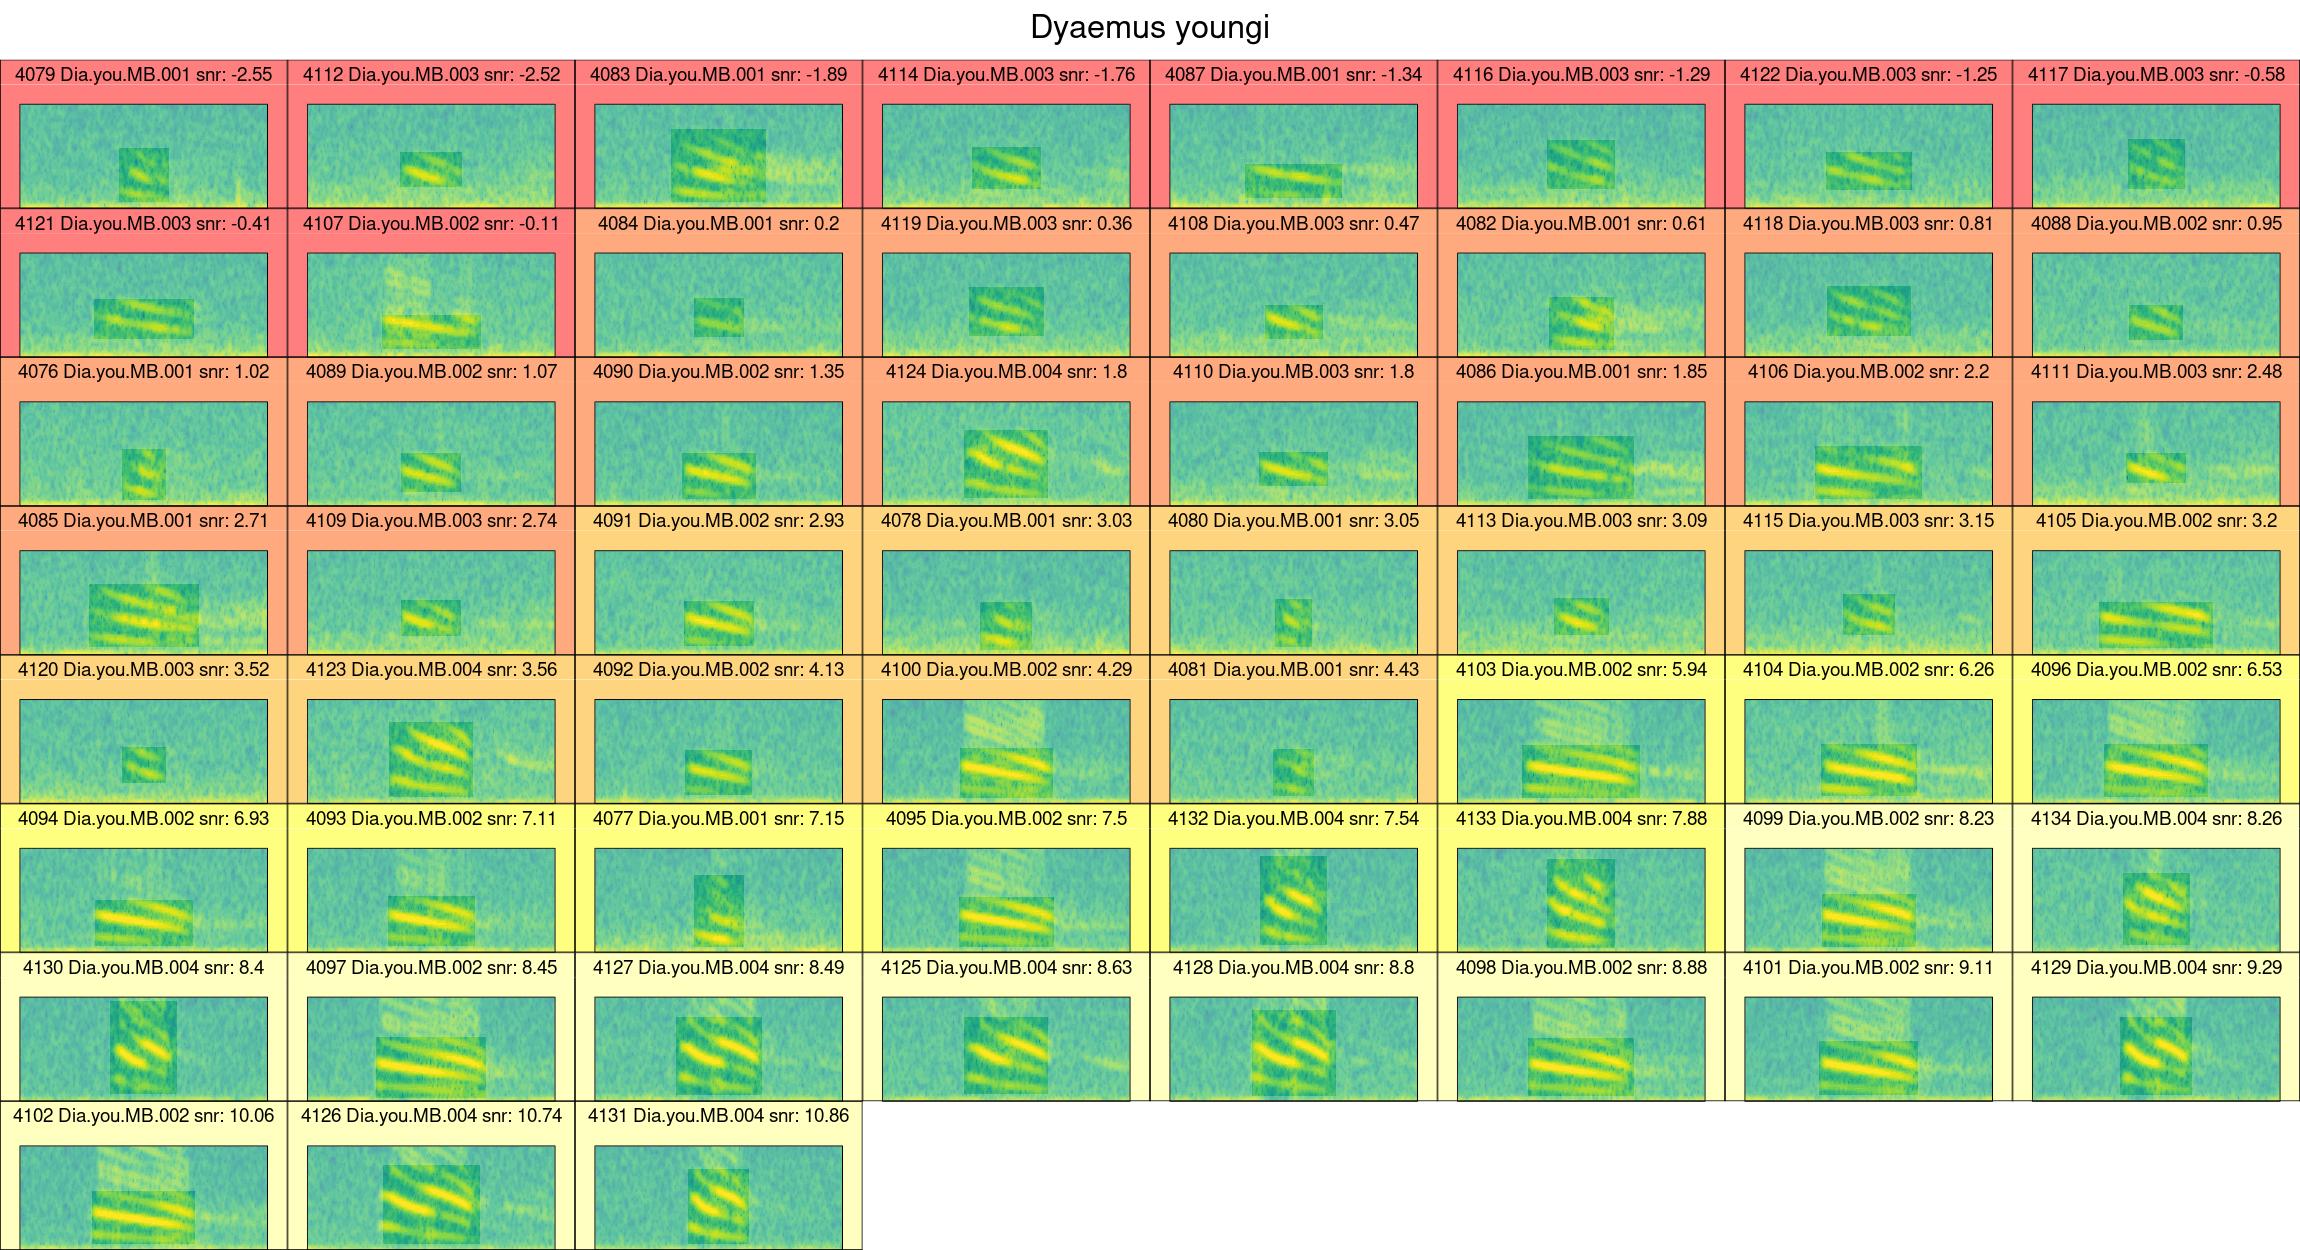 Dyaemus youngi
4079 Dia.you.MB.001 snr: -2.55
4112 Dia.you.MB.003 snr: -2.52
4083 Dia.you.MB.001 snr: -1.89
4114 Dia.you.MB.003 snr: -1.76
4087 Dia.you.MB.001 snr: -1.34
4116 Dia.you.MB.003 snr: -1.29
4122 Dia.you.MB.003 snr: -1.25
4117 Dia.you.MB.003 snr: -0.58
4121 Dia.you.MB.003 snr: -0.41
4107 Dia.you.MB.002 snr: -0.11
4084 Dia.you.MB.001 snr: 0.2
4119 Dia.you.MB.003 snr: 0.36
4108 Dia.you.MB.003 snr: 0.47
4082 Dia.you.MB.001 snr: 0.61
4118 Dia.you.MB.003 snr: 0.81
4088 Dia.you.MB.002 snr: 0.95
4076 Dia.you.MB.001 snr: 1.02
4089 Dia.you.MB.002 snr: 1.07
4090 Dia.you.MB.002 snr: 1.35
4124 Dia.you.MB.004 snr: 1.8
4110 Dia.you.MB.003 snr: 1.8
4086 Dia.you.MB.001 snr: 1.85
4106 Dia.you.MB.002 snr: 2.2
4111 Dia.you.MB.003 snr: 2.48
4085 Dia.you.MB.001 snr: 2.71
4109 Dia.you.MB.003 snr: 2.74
4091 Dia.you.MB.002 snr: 2.93
4078 Dia.you.MB.001 snr: 3.03
4080 Dia.you.MB.001 snr: 3.05
4113 Dia.you.MB.003 snr: 3.09
4115 Dia.you.MB.003 snr: 3.15
4105 Dia.you.MB.002 snr: 3.2
4120 Dia.you.MB.003 snr: 3.52
4123 Dia.you.MB.004 snr: 3.56
4092 Dia.you.MB.002 snr: 4.13
4100 Dia.you.MB.002 snr: 4.29
4081 Dia.you.MB.001 snr: 4.43
4103 Dia.you.MB.002 snr: 5.94
4104 Dia.you.MB.002 snr: 6.26
4096 Dia.you.MB.002 snr: 6.53
4094 Dia.you.MB.002 snr: 6.93
4093 Dia.you.MB.002 snr: 7.11
4077 Dia.you.MB.001 snr: 7.15
4095 Dia.you.MB.002 snr: 7.5
4132 Dia.you.MB.004 snr: 7.54
4133 Dia.you.MB.004 snr: 7.88
4099 Dia.you.MB.002 snr: 8.23
4134 Dia.you.MB.004 snr: 8.26
4130 Dia.you.MB.004 snr: 8.4
4097 Dia.you.MB.002 snr: 8.45
4127 Dia.you.MB.004 snr: 8.49
4125 Dia.you.MB.004 snr: 8.63
4128 Dia.you.MB.004 snr: 8.8
4098 Dia.you.MB.002 snr: 8.88
4101 Dia.you.MB.002 snr: 9.11
4129 Dia.you.MB.004 snr: 9.29
4102 Dia.you.MB.002 snr: 10.06
4126 Dia.you.MB.004 snr: 10.74
4131 Dia.you.MB.004 snr: 10.86